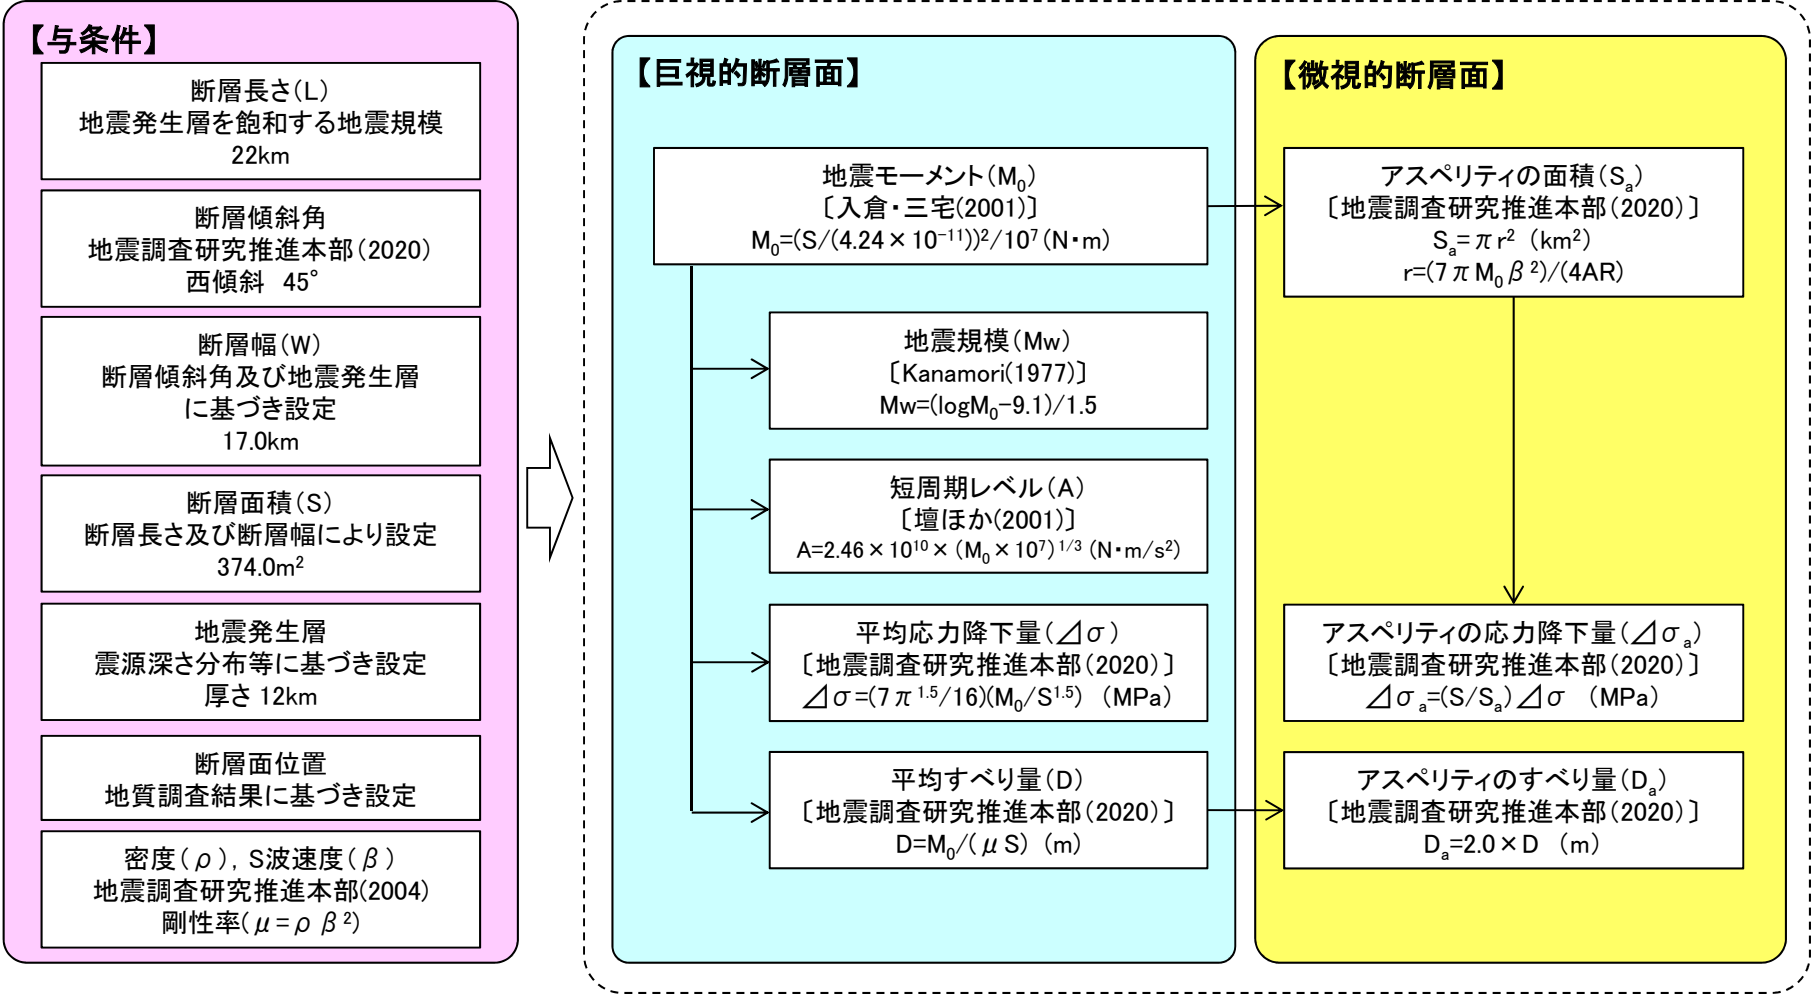 【与条件】
断層長さ(L)
地震発生層を飽和する地震規模
22km
断層傾斜角
地震調査研究推進本部(2020)
西傾斜 45°
断層幅(W)
断層傾斜角及び地震発生層
に基づき設定
17.0km
断層面積(S)
断層長さ及び断層幅により設定
374.0m²
地震発生層
震源深さ分布等に基づき設定
厚さ 12km
断層面位置
地質調査結果に基づき設定
密度(ρ), S波速度(β)
地震調査研究推進本部(2004)
剛性率(μ=ρβ²)
【巨視的断層面】
地震モーメント(M₀)
〔入倉・三宅(2001)〕
M₀=(S/(4.24×10⁻¹¹))²/10⁷(N・m)
地震規模(Mw)
〔Kanamori(1977)〕
Mw=(logM₀-9.1)/1.5
短周期レベル(A)
〔壇ほか(2001)〕
A=2.46×10¹⁰×(M₀×10⁷)¹ᐟ³(N・m/s²)
平均応力降下量(⊿σ)
〔地震調査研究推進本部(2020)〕
⊿σ=(7π¹·⁵/16)(M₀/S¹·⁵) (MPa)
平均すべり量(D)
〔地震調査研究推進本部(2020)〕
D=M₀/(μS) (m)
【微視的断層面】
アスペリティの面積(Sₐ)
〔地震調査研究推進本部(2020)〕
Sₐ=πr² (km²)
r=(7πM₀β²)/(4AR)
アスペリティの応力降下量(⊿σₐ)
〔地震調査研究推進本部(2020)〕
⊿σₐ=(S/Sₐ)⊿σ (MPa)
アスペリティのすべり量(Dₐ)
〔地震調査研究推進本部(2020)〕
Dₐ=2.0×D (m)